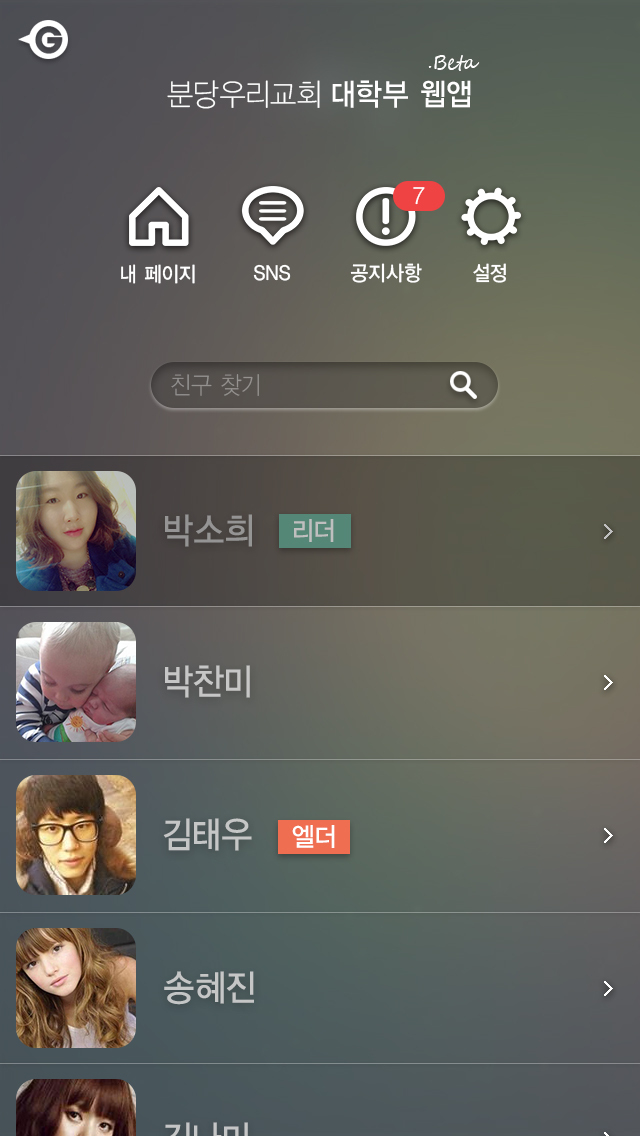 G
.Beta
분당우리교회 대학부 웹앱
7
내 페이지
SNS
공지사항
설정
친구 찾기
박소희
리더
박찬미
김태우
엘더
송혜진